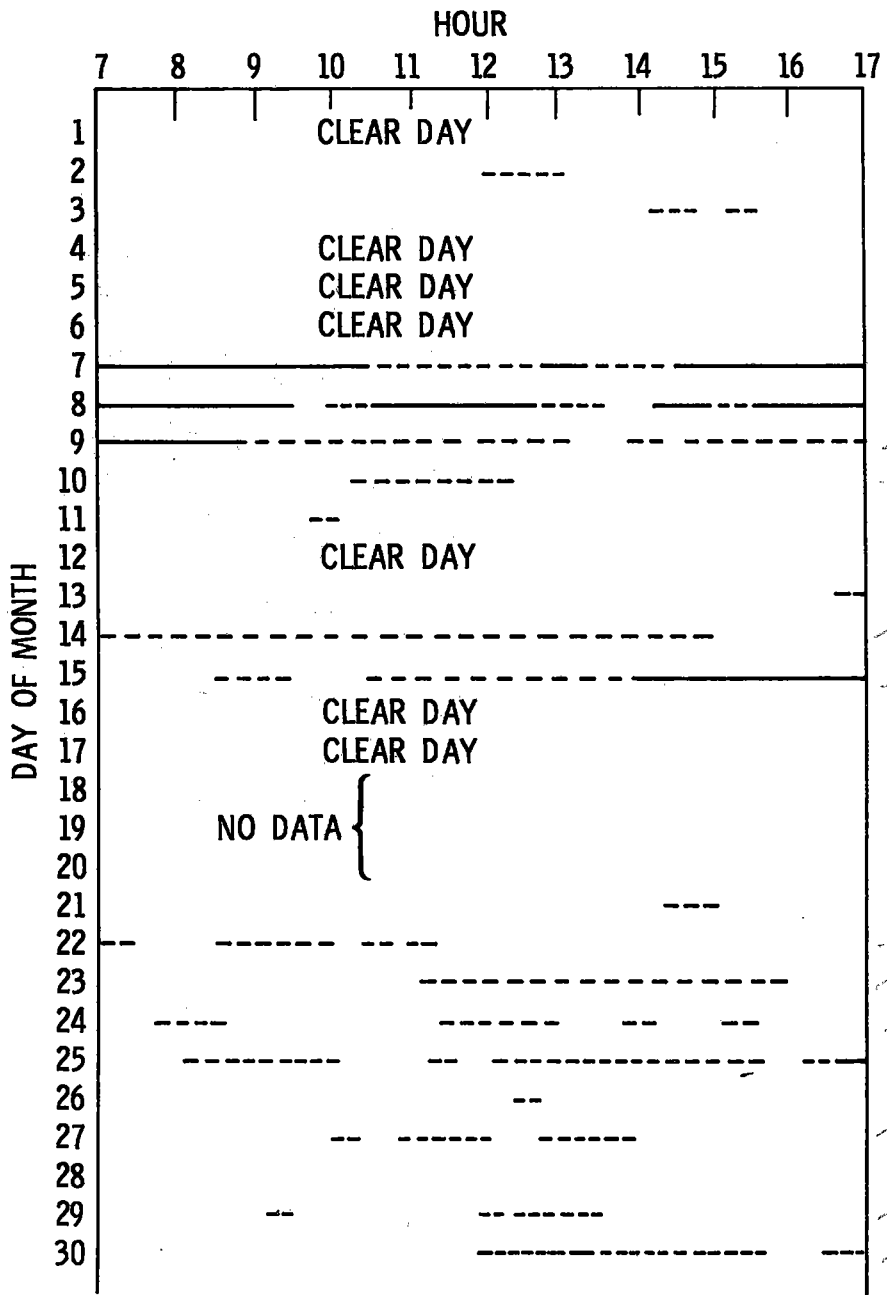 HOUR
7 8 9 10 11 12 13 14 15 16 17
1 CLEAR DAY
2
3
4 CLEAR DAY
5 CLEAR DAY
6 CLEAR DAY
7
8
9
10
11
12 CLEAR DAY
13
14
15
16 CLEAR DAY
17 CLEAR DAY
18
19 NO DATA
20
21
22
23
24
25
26
27
28
29
30
DAY OF MONTH